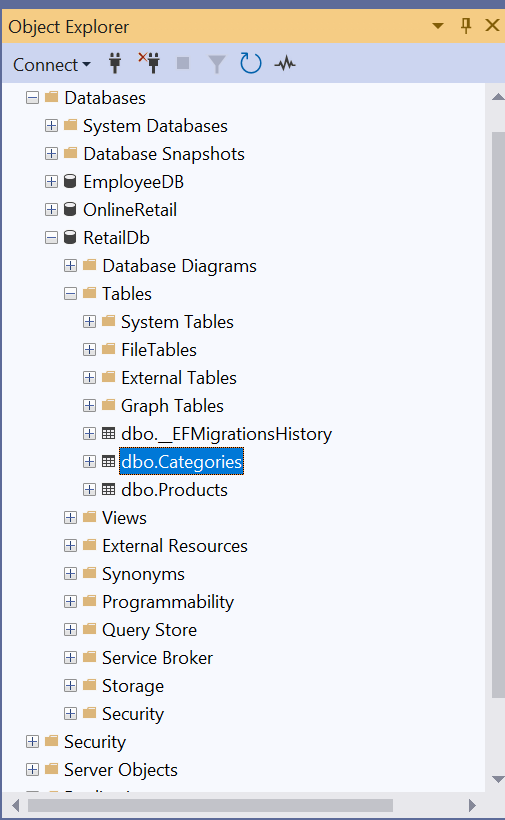 Object Explorer
Connect
Databases
System Databases
Database Snapshots
EmployeeDB
OnlineRetail
RetailDb
Database Diagrams
Tables
System Tables
FileTables
External Tables
Graph Tables
dbo.__EFMigrationsHistory
dbo.Categories
dbo.Products
Views
External Resources
Synonyms
Programmability
Query Store
Service Broker
Storage
Security
Security
Server Objects